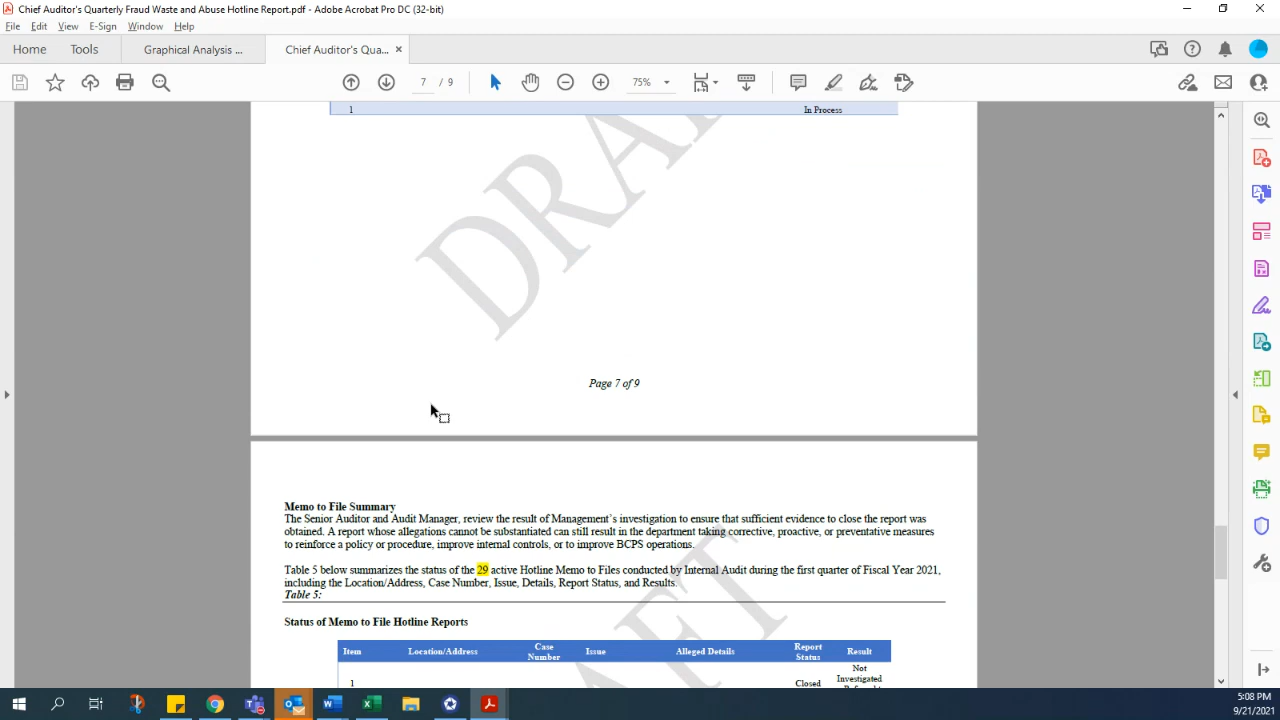 Chief Auditor's Quarterly Fraud Waste and Abuse Hotline Report.pdf - Adobe Acrobat Pro DC (32-bit)
File Edit View E-Sign Window Help
Home Tools Graphical Analysis ... Chief Auditor's Qua... ×
7 / 9 75%
1 In Process
DRAFT
Page 7 of 9
Memo to File Summary
The Senior Auditor and Audit Manager, review the result of Management's investigation to ensure that sufficient evidence to close the report was
obtained. A report whose allegations cannot be substantiated can still result in the department taking corrective, proactive, or preventative measures
to reinforce a policy or procedure, improve internal controls, or to improve BCPS operations.
Table 5 below summarizes the status of the 29 active Hotline Memo to Files conducted by Internal Audit during the first quarter of Fiscal Year 2021,
including the Location/Address, Case Number, Issue, Details, Report Status, and Results.
Table 5:
Status of Memo to File Hotline Reports
Item Location/Address Case Number Issue Alleged Details Report Status Result
1 Closed Not
Investigated
DRAFT
5:08 PM
9/21/2021